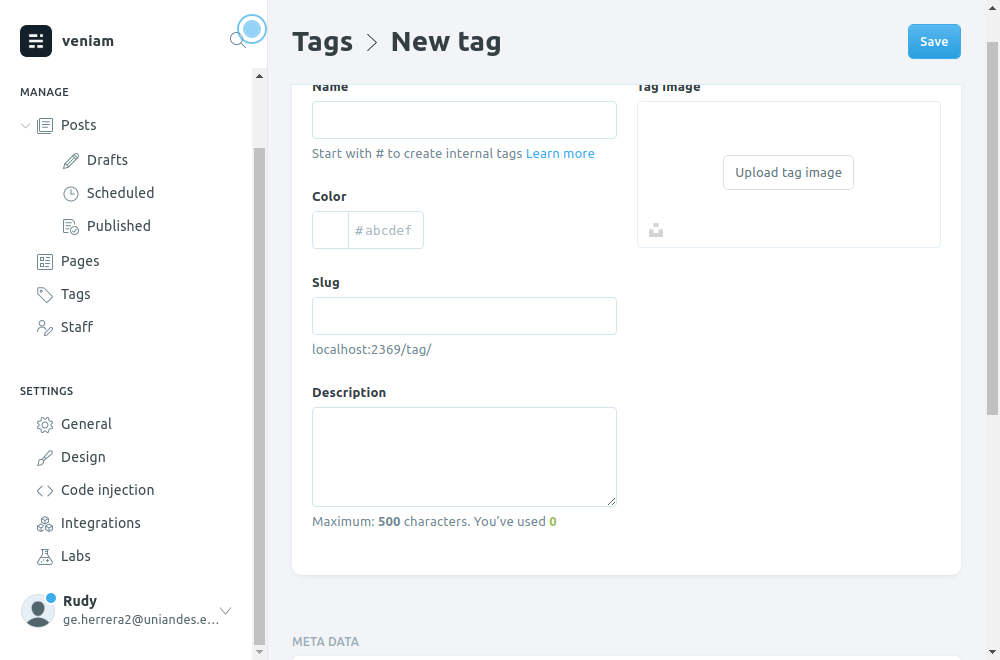 veniam
MANAGE
Posts
Drafts
Scheduled
Published
Pages
Tags
Staff
SETTINGS
General
Design
Code injection
Integrations
Labs
Rudy
ge.herrera2@uniandes.e...
Tags > New tag
Save
Name
Start with # to create internal tags Learn more
Color
#abcdef
Slug
localhost:2369/tag/
Description
Maximum: 500 characters. You've used 0
Tag image
Upload tag image
META DATA